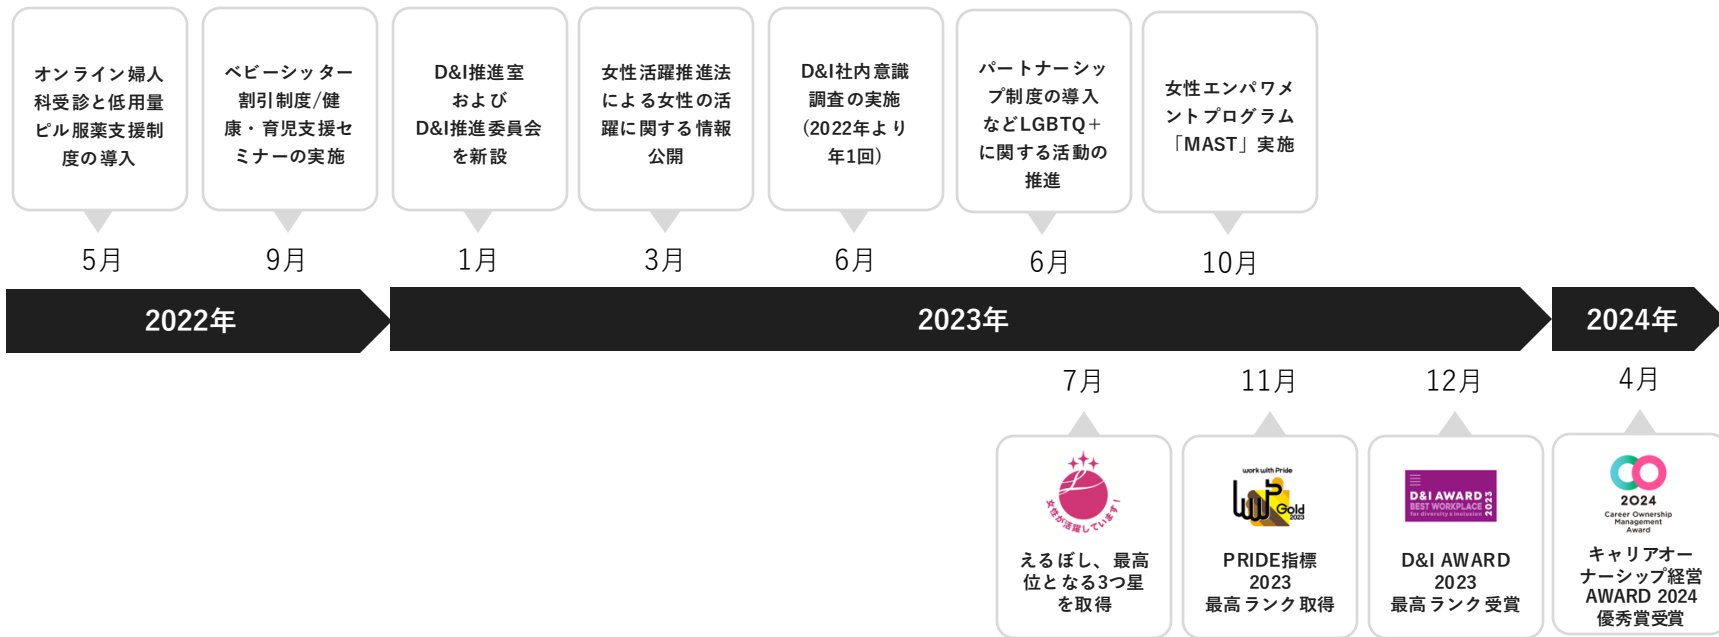 オンライン婦人
科受診と低用量
ピル服薬支援制
度の導入
ベビーシッター
割引制度/健
康・育児支援セ
ミナーの実施
D&I推進室
および
D&I推進委員会
を新設
女性活躍推進法
による女性の活
躍に関する情報
公開
D&I社内意識
調査の実施
(2022年より
年1回)
パートナーシッ
プ制度の導入
などLGBTQ＋
に関する活動の
推進
女性エンパワメ
ントプログラム
「MAST」実施
5月
9月
1月
3月
6月
6月
10月
2022年
2023年
2024年
7月
11月
12月
4月
女性が活躍しています！
えるぼし、最高
位となる3つ星
を取得
work with Pride
Gold
2023
PRIDE指標
2023
最高ランク取得
D&I AWARD
BEST WORKPLACE
for diversity & inclusion
2023
D&I AWARD
2023
最高ランク受賞
2024
Career Ownership
Management
Award
キャリアオー
ナーシップ経営
AWARD 2024
優秀賞受賞